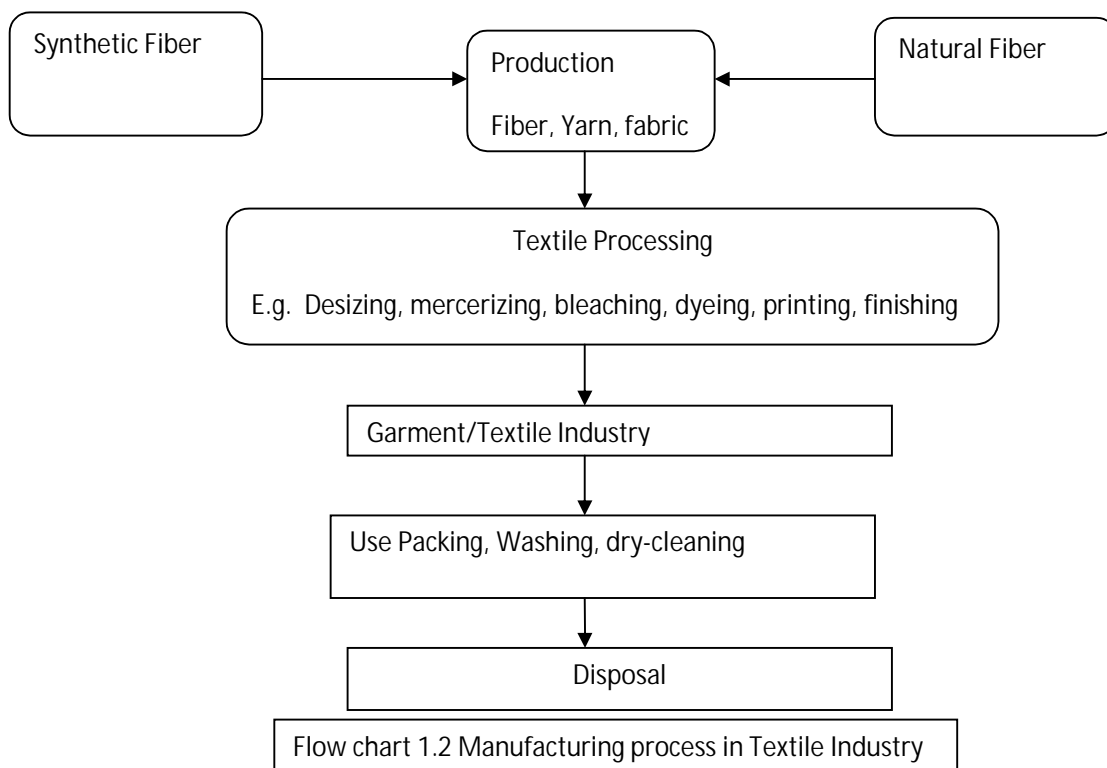 Synthetic Fiber
Production
Fiber, Yarn, fabric
Natural Fiber
Textile Processing
E.g. Desizing, mercerizing, bleaching, dyeing, printing, finishing
Garment/Textile Industry
Use Packing, Washing, dry-cleaning
Disposal
Flow chart 1.2 Manufacturing process in Textile Industry